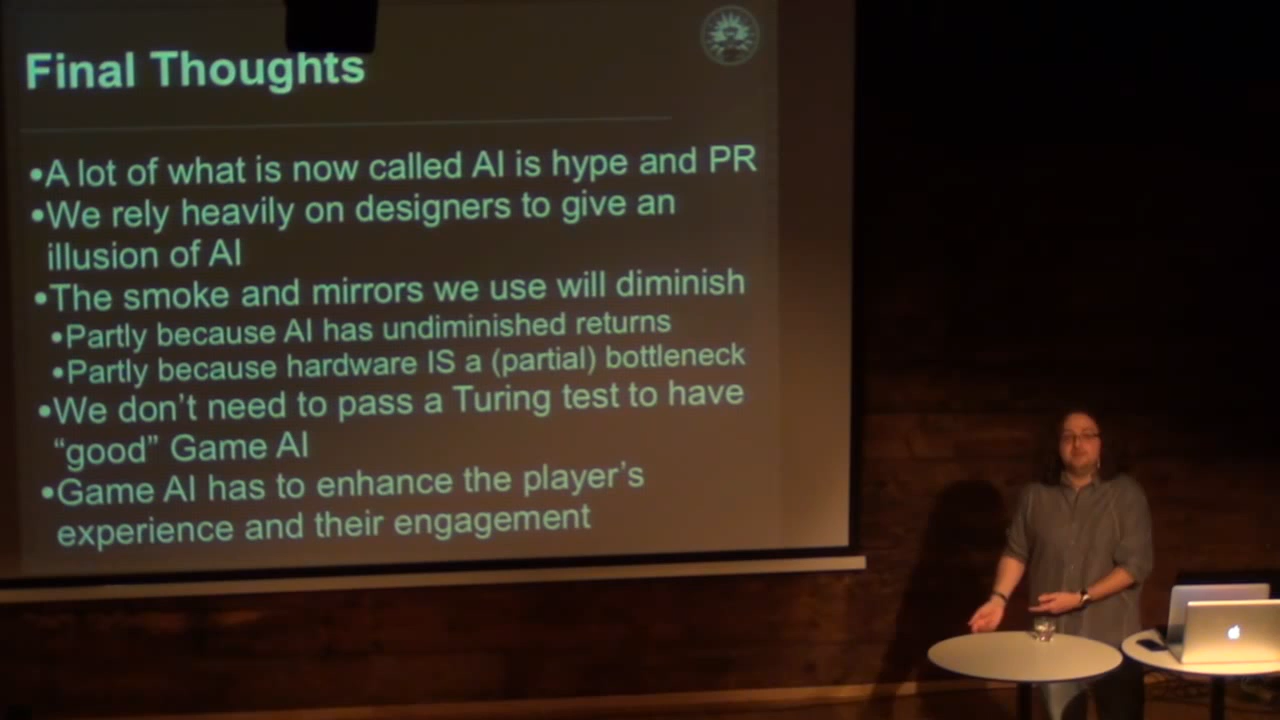 Final Thoughts
•A lot of what is now called AI is hype and PR
•We rely heavily on designers to give an
illusion of AI
•The smoke and mirrors we use will diminish
•Partly because AI has undiminished returns
•Partly because hardware IS a (partial) bottleneck
•We don’t need to pass a Turing test to have
“good” Game AI
•Game AI has to enhance the player’s
experience and their engagement